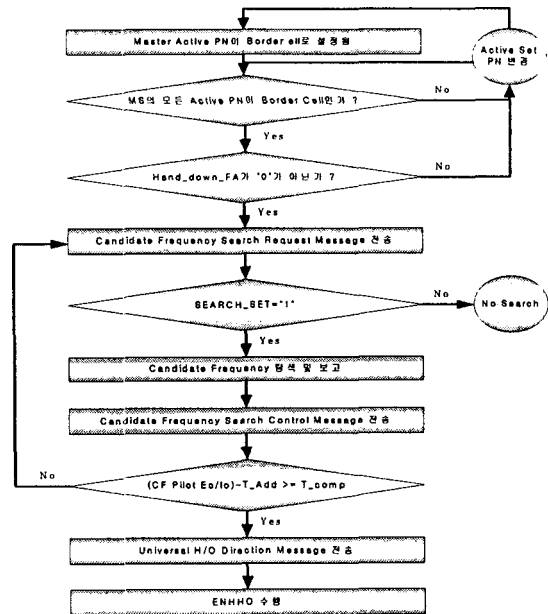 Master Active PN이 Border ell로 설정됨
Active Set
PN 변경
MS의 모든 Active PN이 Border Cell인가 ?
No
Yes
Hand_down_FA가 "0"가 아닌가 ?
No
Yes
Candidate Frequency Search Request Message 전송
SEARCH_SET="1"
No
No Search
Yes
Candidate Frequency 탐색 및 보고
Candidate Frequency Search Control Message 전송
No
(CF Pilot Ec/Io)-T_Add >= T_comp
Yes
Universal H/O Direction Message 전송
ENHHO 수행